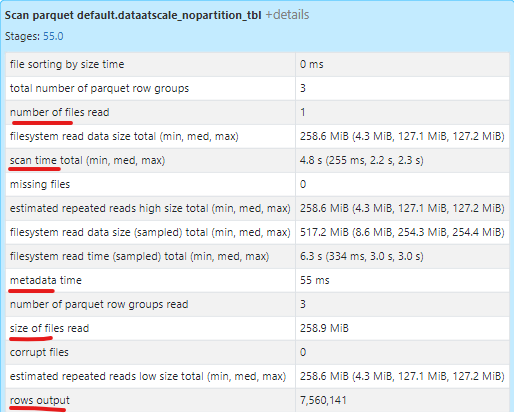 Scan parquet default.dataatscale_nopartition_tbl +details
Stages: 55.0
file sorting by size time 0 ms
total number of parquet row groups 3
number of files read 1
filesystem read data size total (min, med, max) 258.6 MiB (4.3 MiB, 127.1 MiB, 127.2 MiB)
scan time total (min, med, max) 4.8 s (255 ms, 2.2 s, 2.3 s)
missing files 0
estimated repeated reads high size total (min, med, max) 258.6 MiB (4.3 MiB, 127.1 MiB, 127.2 MiB)
filesystem read data size (sampled) total (min, med, max) 517.2 MiB (8.6 MiB, 254.3 MiB, 254.4 MiB)
filesystem read time (sampled) total (min, med, max) 6.3 s (334 ms, 3.0 s, 3.0 s)
metadata time 55 ms
number of parquet row groups read 3
size of files read 258.9 MiB
corrupt files 0
estimated repeated reads low size total (min, med, max) 258.6 MiB (4.3 MiB, 127.1 MiB, 127.2 MiB)
rows output 7,560,141